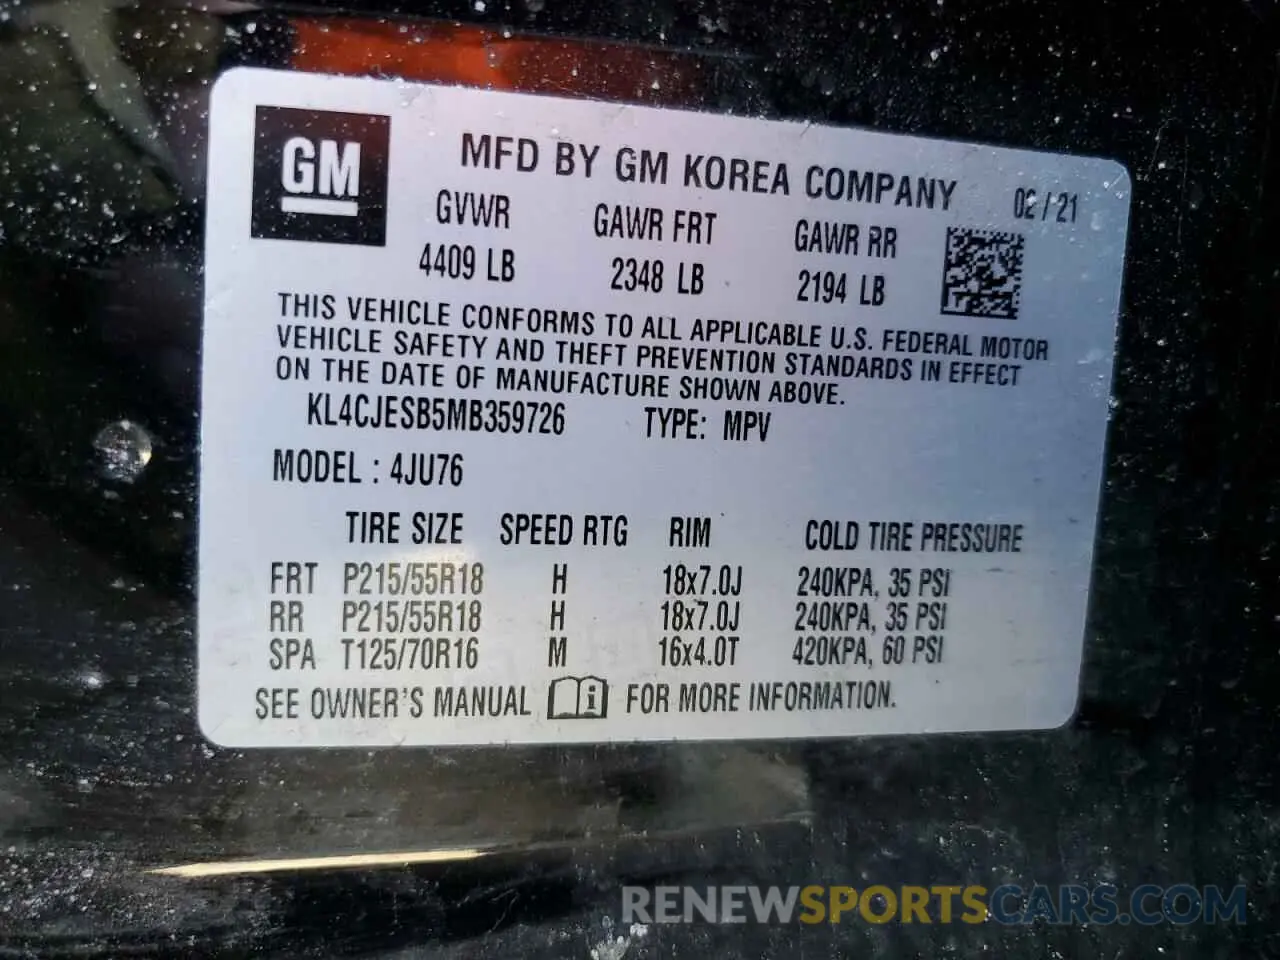 GM
MFD BY GM KOREA COMPANY 02/21
GVWR GAWR FRT GAWR RR
4409 LB 2348 LB 2194 LB
THIS VEHICLE CONFORMS TO ALL APPLICABLE U.S. FEDERAL MOTOR
VEHICLE SAFETY AND THEFT PREVENTION STANDARDS IN EFFECT
ON THE DATE OF MANUFACTURE SHOWN ABOVE.
KL4CJESB5MB359726 TYPE: MPV
MODEL : 4JU76
TIRE SIZE SPEED RTG RIM COLD TIRE PRESSURE
FRT P215/55R18 H 18x7.0J 240KPA, 35 PSI
RR P215/55R18 H 18x7.0J 240KPA, 35 PSI
SPA T125/70R16 M 16x4.0T 420KPA, 60 PSI
SEE OWNER'S MANUAL i FOR MORE INFORMATION.
RENEWSPORTSCARS.COM